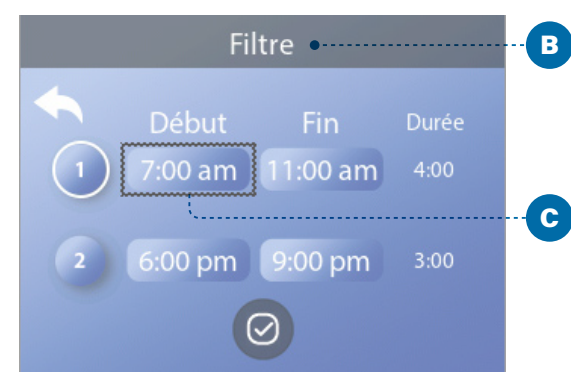 Filtre
B
Début Fin Durée
1 7:00 am 11:00 am 4:00
C
2 6:00 pm 9:00 pm 3:00